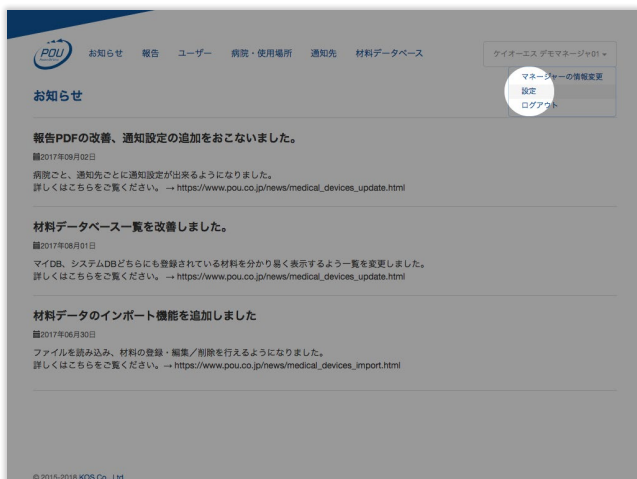 POU
お知らせ 報告 ユーザー 病院・使用場所 通知先 材料データベース ケイオーエス デモマネージャ01
マネージャーの情報変更
設定
ログアウト
お知らせ
報告PDFの改善、通知設定の追加をおこないました。
2017年09月02日
病院ごと、通知先ごとに通知設定が出来るようになりました。
詳しくはこちらをご覧ください。 → https://www.pou.co.jp/news/medical_devices_update.html
材料データベース一覧を改善しました。
2017年08月01日
マイDB、システムDBどちらにも登録されている材料を分かり易く表示するよう一覧を変更しました。
詳しくはこちらをご覧ください。 → https://www.pou.co.jp/news/medical_devices_update.html
材料データのインポート機能を追加しました
2017年06月30日
ファイルを読み込み、材料の登録・編集／削除を行えるようになりました。
詳しくはこちらをご覧ください。→ https://www.pou.co.jp/news/medical_devices_import.html
© 2015-2018 KOS Co., Ltd.